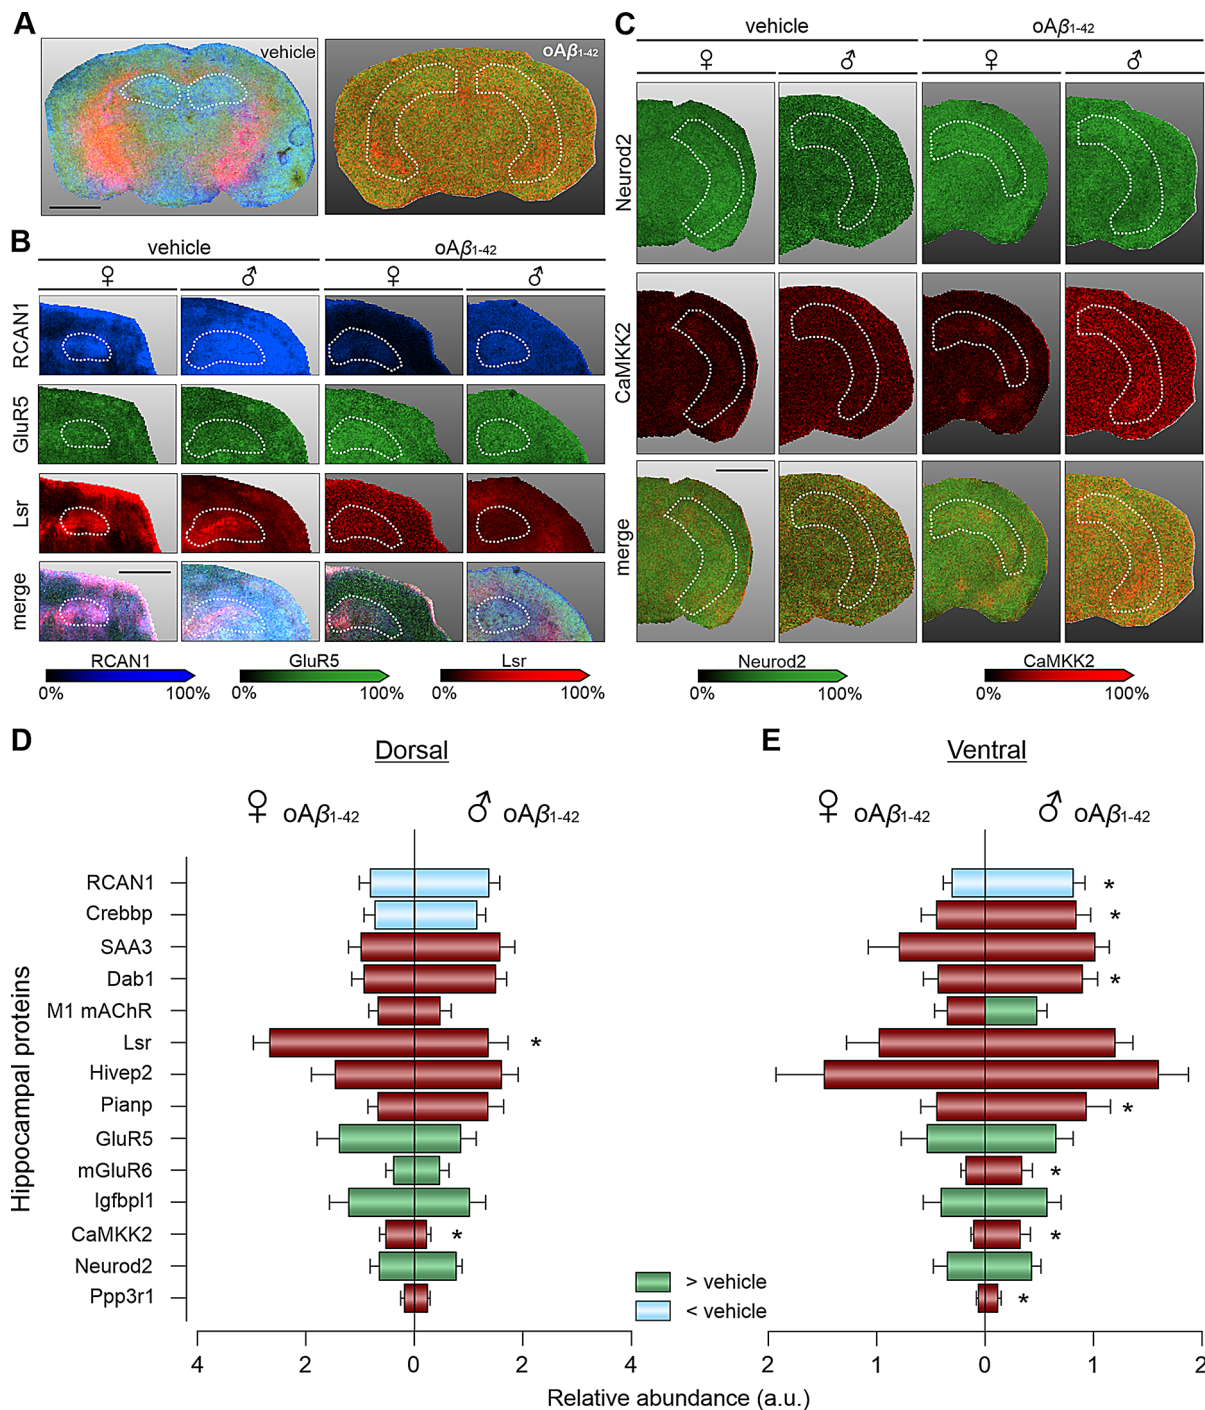 A
vehicle
oAβ1-42
B
vehicle
oAβ1-42
♀ ♂ ♀ ♂
RCAN1
GluR5
Lsr
merge
RCAN1 GluR5 Lsr
0% 100% 0% 100% 0% 100%
C
vehicle
oAβ1-42
♀ ♂ ♀ ♂
Neurod2
CaMKK2
merge
Neurod2 CaMKK2
0% 100% 0% 100%
D
Dorsal
♀ oAβ1-42 ♂ oAβ1-42
Hippocampal proteins
RCAN1
Crebbp
SAA3
Dab1
M1 mAChR
Lsr *
Hivep2
Pianp
GluR5
mGluR6
Igfbpl1
CaMKK2 *
Neurod2
Ppp3r1
4 2 0 2 4
> vehicle
< vehicle
E
Ventral
♀ oAβ1-42 ♂ oAβ1-42
*
*
*
*
*
*
*
2 1 0 1 2
Relative abundance (a.u.)